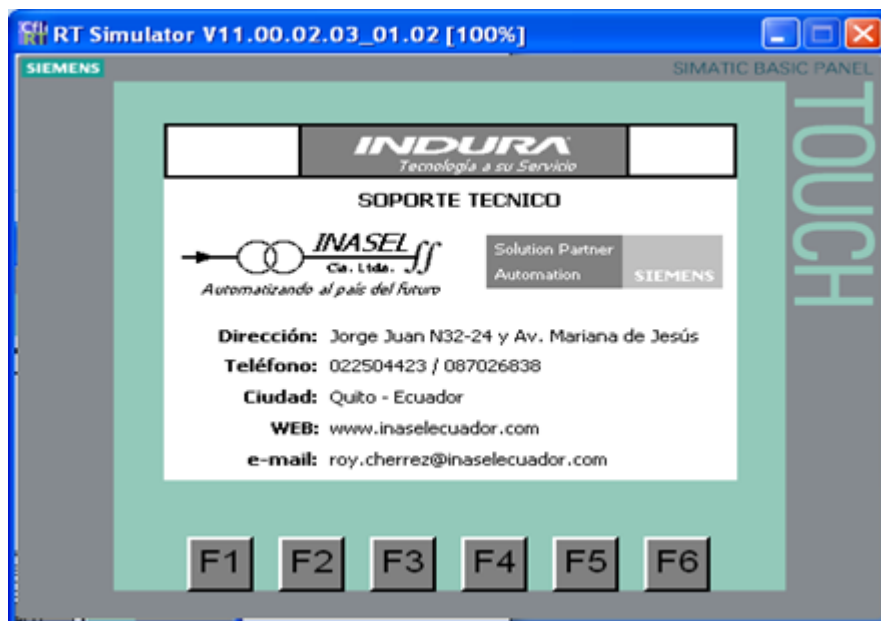 RT Simulator V11.00.02.03_01.02 [100%]
SIEMENS
SIMATIC BASIC PANEL
TOUCH
INDURA
Tecnología a su Servicio
SOPORTE TECNICO
INASEL
Cia. Ltda.
Automatizando al país del futuro
Solution Partner
Automation SIEMENS
Dirección: Jorge Juan N32-24 y Av. Mariana de Jesús
Teléfono: 022504423 / 087026838
Ciudad: Quito - Ecuador
WEB: www.inaselecuador.com
e-mail: roy.cherrez@inaselecuador.com
F1 F2 F3 F4 F5 F6